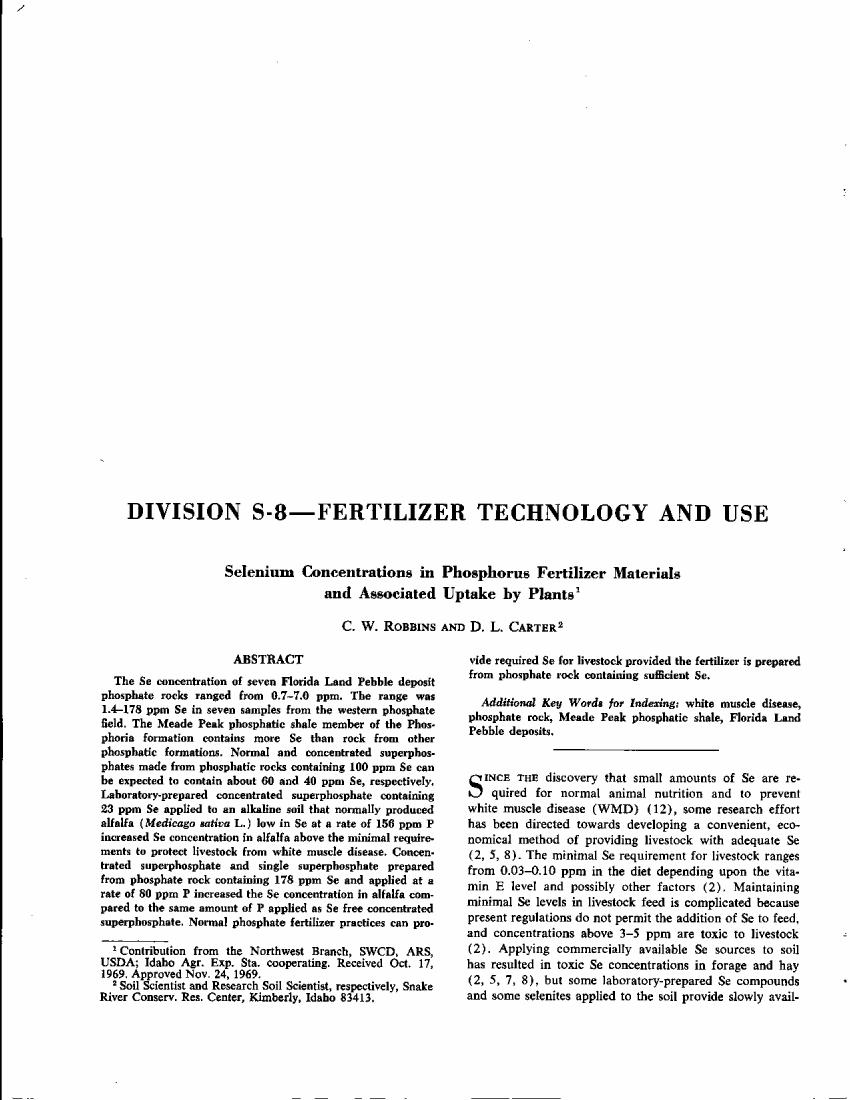 DIVISION S-8—FERTILIZER TECHNOLOGY AND USE
Selenium Concentrations in Phosphorus Fertilizer Materials
and Associated Uptake by Plants¹
C. W. ROBBINS AND D. L. CARTER²
ABSTRACT
The Se concentration of seven Florida Land Pebble deposit
phosphate rocks ranged from 0.7–7.0 ppm. The range was
1.4–178 ppm Se in seven samples from the western phosphate
field. The Meade Peak phosphatic shale member of the Phos-
phoria formation contains more Se than rock from other
phosphatic formations. Normal and concentrated superphos-
phates made from phosphatic rocks containing 100 ppm Se can
be expected to contain about 60 and 40 ppm Se, respectively.
Laboratory-prepared concentrated superphosphate containing
23 ppm Se applied to an alkaline soil that normally produced
alfalfa (Medicago sativa L.) low in Se at a rate of 156 ppm P
increased Se concentration in alfalfa above the minimal require-
ments to protect livestock from white muscle disease. Concen-
trated superphosphate and single superphosphate prepared
from phosphate rock containing 178 ppm Se and applied at a
rate of 80 ppm P increased the Se concentration in alfalfa com-
pared to the same amount of P applied as Se free concentrated
superphosphate. Normal phosphate fertilizer practices can pro-
¹ Contribution from the Northwest Branch, SWCD, ARS,
USDA; Idaho Agr. Exp. Sta. cooperating. Received Oct. 17,
1969. Approved Nov. 24, 1969.
² Soil Scientist and Research Soil Scientist, respectively, Snake
River Conserv. Res. Center, Kimberly, Idaho 83413.
vide required Se for livestock provided the fertilizer is prepared
from phosphate rock containing sufficient Se.
Additional Key Words for Indexing: white muscle disease,
phosphate rock, Meade Peak phosphatic shale, Florida Land
Pebble deposits.
SINCE THE discovery that small amounts of Se are re-
quired for normal animal nutrition and to prevent
white muscle disease (WMD) (12), some research effort
has been directed towards developing a convenient, eco-
nomical method of providing livestock with adequate Se
(2, 5, 8). The minimal Se requirement for livestock ranges
from 0.03–0.10 ppm in the diet depending upon the vita-
min E level and possibly other factors (2). Maintaining
minimal Se levels in livestock feed is complicated because
present regulations do not permit the addition of Se to feed,
and concentrations above 3–5 ppm are toxic to livestock
(2). Applying commercially available Se sources to soil
has resulted in toxic Se concentrations in forage and hay
(2, 5, 7, 8), but some laboratory-prepared Se compounds
and some selenites applied to the soil provide slowly avail-